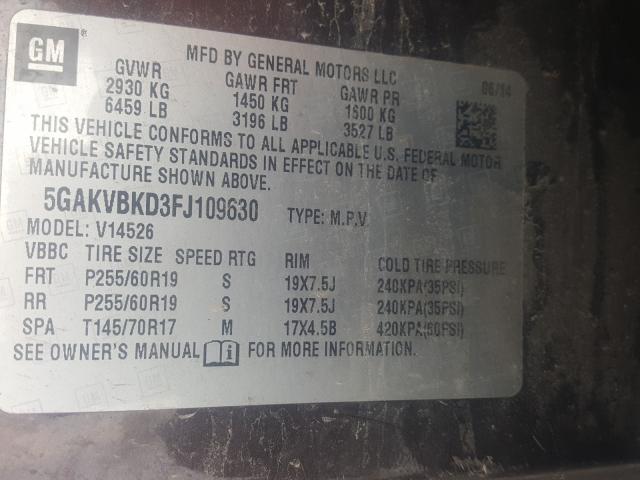 GM
MFD BY GENERAL MOTORS LLC
06/14
GVWR GAWR FRT GAWR PR
2930 KG 1450 KG 1600 KG
6459 LB 3196 LB 3527 LB
THIS VEHICLE CONFORMS TO ALL APPLICABLE U.S. FEDERAL MOTOR
VEHICLE SAFETY STANDARDS IN EFFECT ON THE DATE OF
MANUFACTURE SHOWN ABOVE.
5GAKVBKD3FJ109630 TYPE: M.P.V
MODEL: V14526
VBBC TIRE SIZE SPEED RTG RIM COLD TIRE PRESSURE
FRT P255/60R19 S 19X7.5J 240KPA(35PSI)
RR P255/60R19 S 19X7.5J 240KPA(35PSI)
SPA T145/70R17 M 17X4.5B 420KPA(60PSI)
SEE OWNER'S MANUAL i FOR MORE INFORMATION.